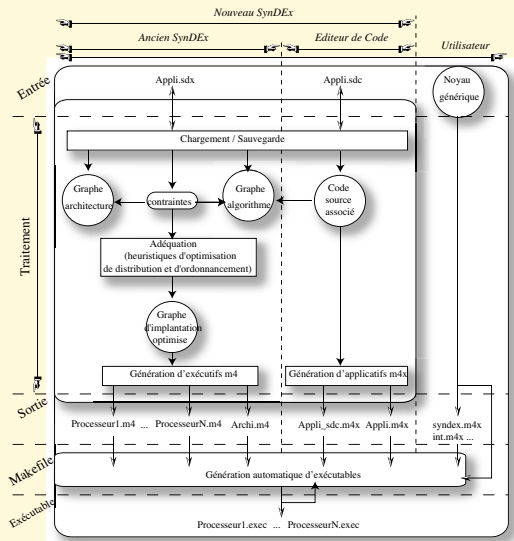 Nouveau SynDEx
Ancien SynDEx
Editeur de Code
Utilisateur
Entrée
Appli.sdx
Appli.sdc
Noyau
générique
Traitement
Chargement / Sauvegarde
Graphe
architecture
contraintes
Graphe
algorithme
Code
source
associé
Adéquation
(heuristiques d'optimisation
de distribution et d'ordonnancement)
Graphe
d'implantation
optimise
Génération d'exécutifs m4
Génération d'applicatifs m4x
Sortie
Processeur1.m4 ... ProcesseurN.m4 Archi.m4 Appli_sdc.m4x Appli.m4x syndex.m4x
int.m4x ...
Makefile
Génération automatique d'exécutables
Exécutable
Processeur1.exec ... ProcesseurN.exec